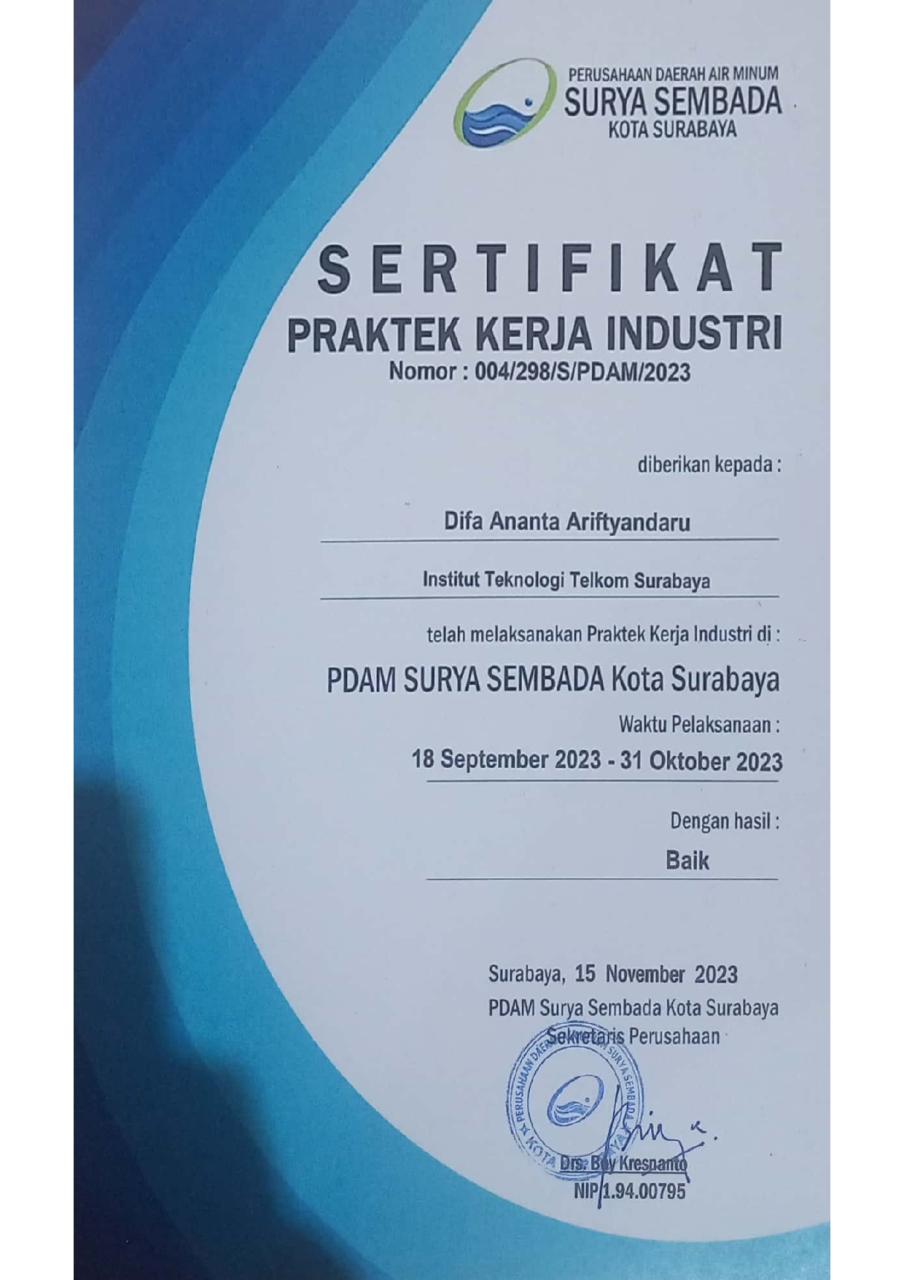 PERUSAHAAN DAERAH AIR MINUM
SURYA SEMBADA
KOTA SURABAYA
SERTIFIKAT
PRAKTEK KERJA INDUSTRI
Nomor : 004/298/S/PDAM/2023
diberikan kepada :
Difa Ananta Ariftyandaru
Institut Teknologi Telkom Surabaya
telah melaksanakan Praktek Kerja Industri di :
PDAM SURYA SEMBADA Kota Surabaya
Waktu Pelaksanaan :
18 September 2023 - 31 Oktober 2023
Dengan hasil :
Baik
Surabaya, 15 November 2023
PDAM Surya Sembada Kota Surabaya
Sekretaris Perusahaan
PERUSAHAAN DAERAH SURYA SEMBADA
KOTA
Drs. Boy Kresnanto
NIP 1.94.00795